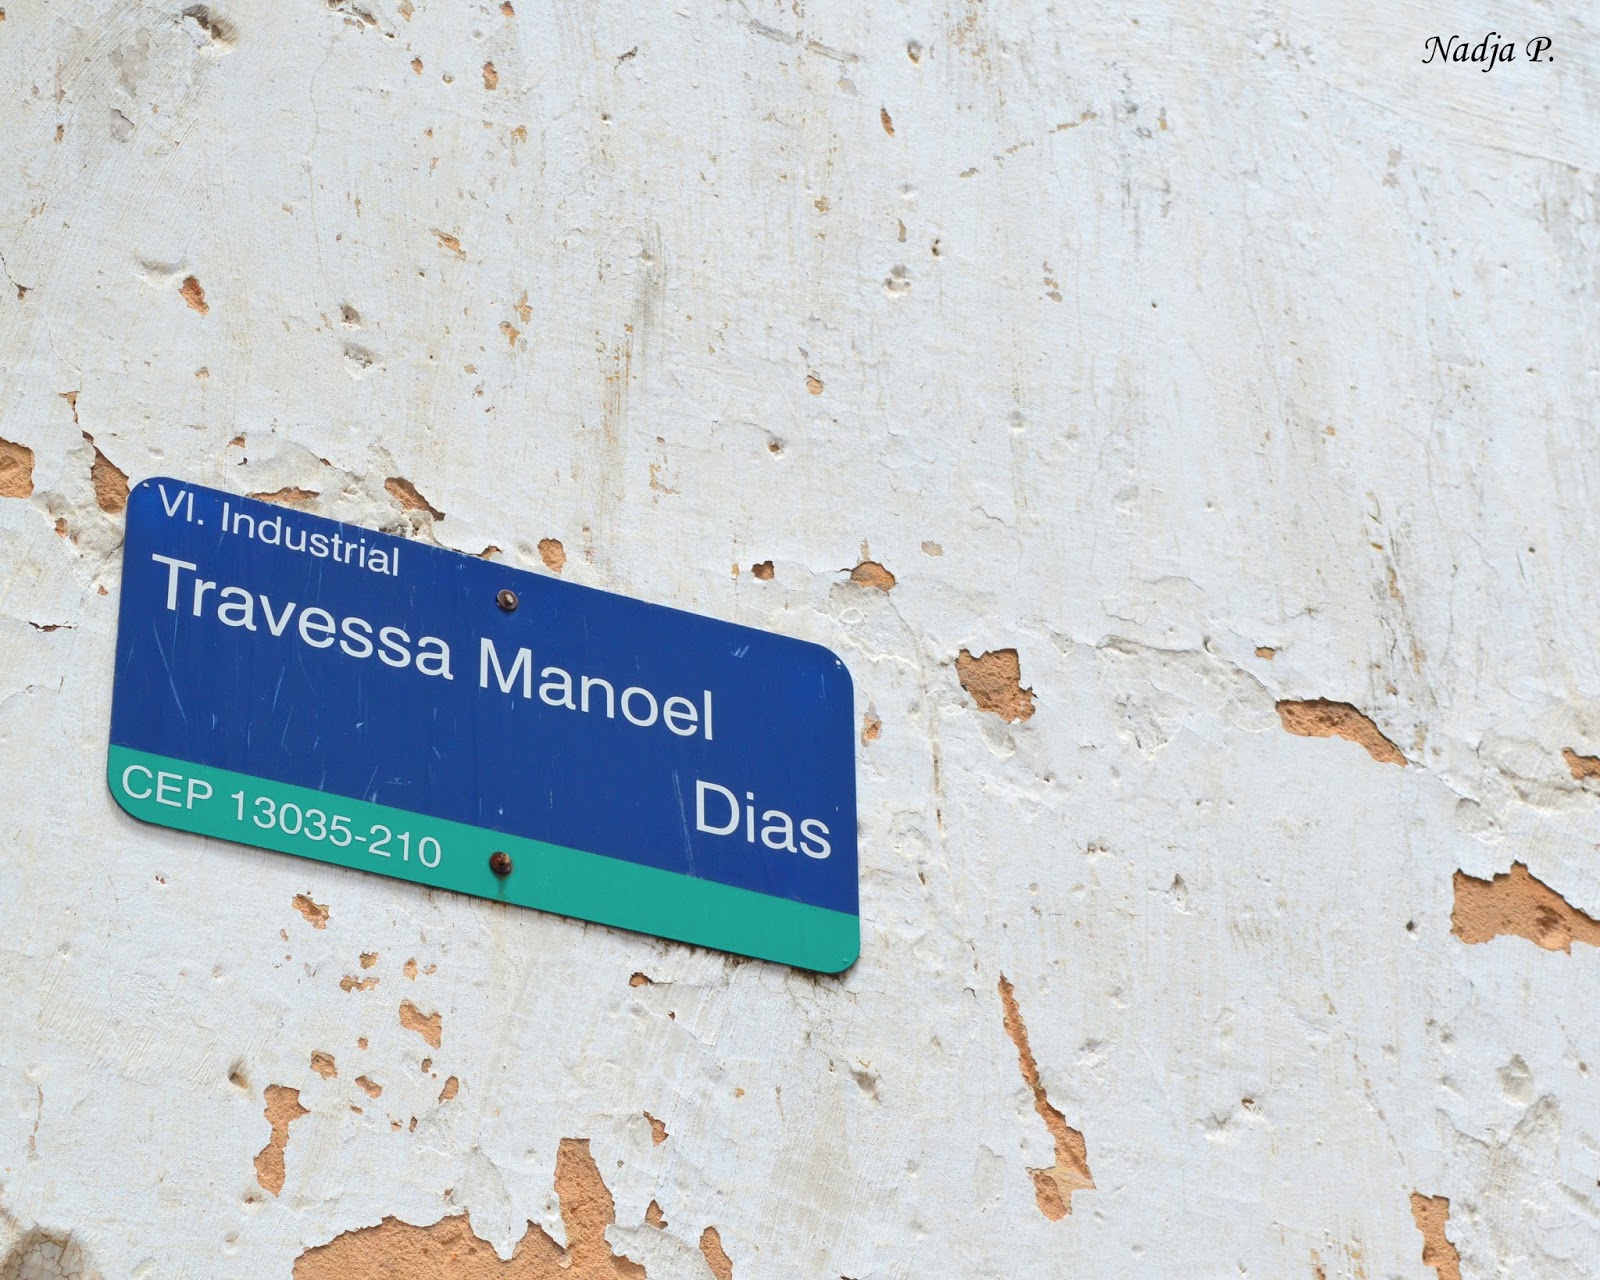 Nadja P.
Vl. Industrial
Travessa Manoel
Dias
CEP 13035-210